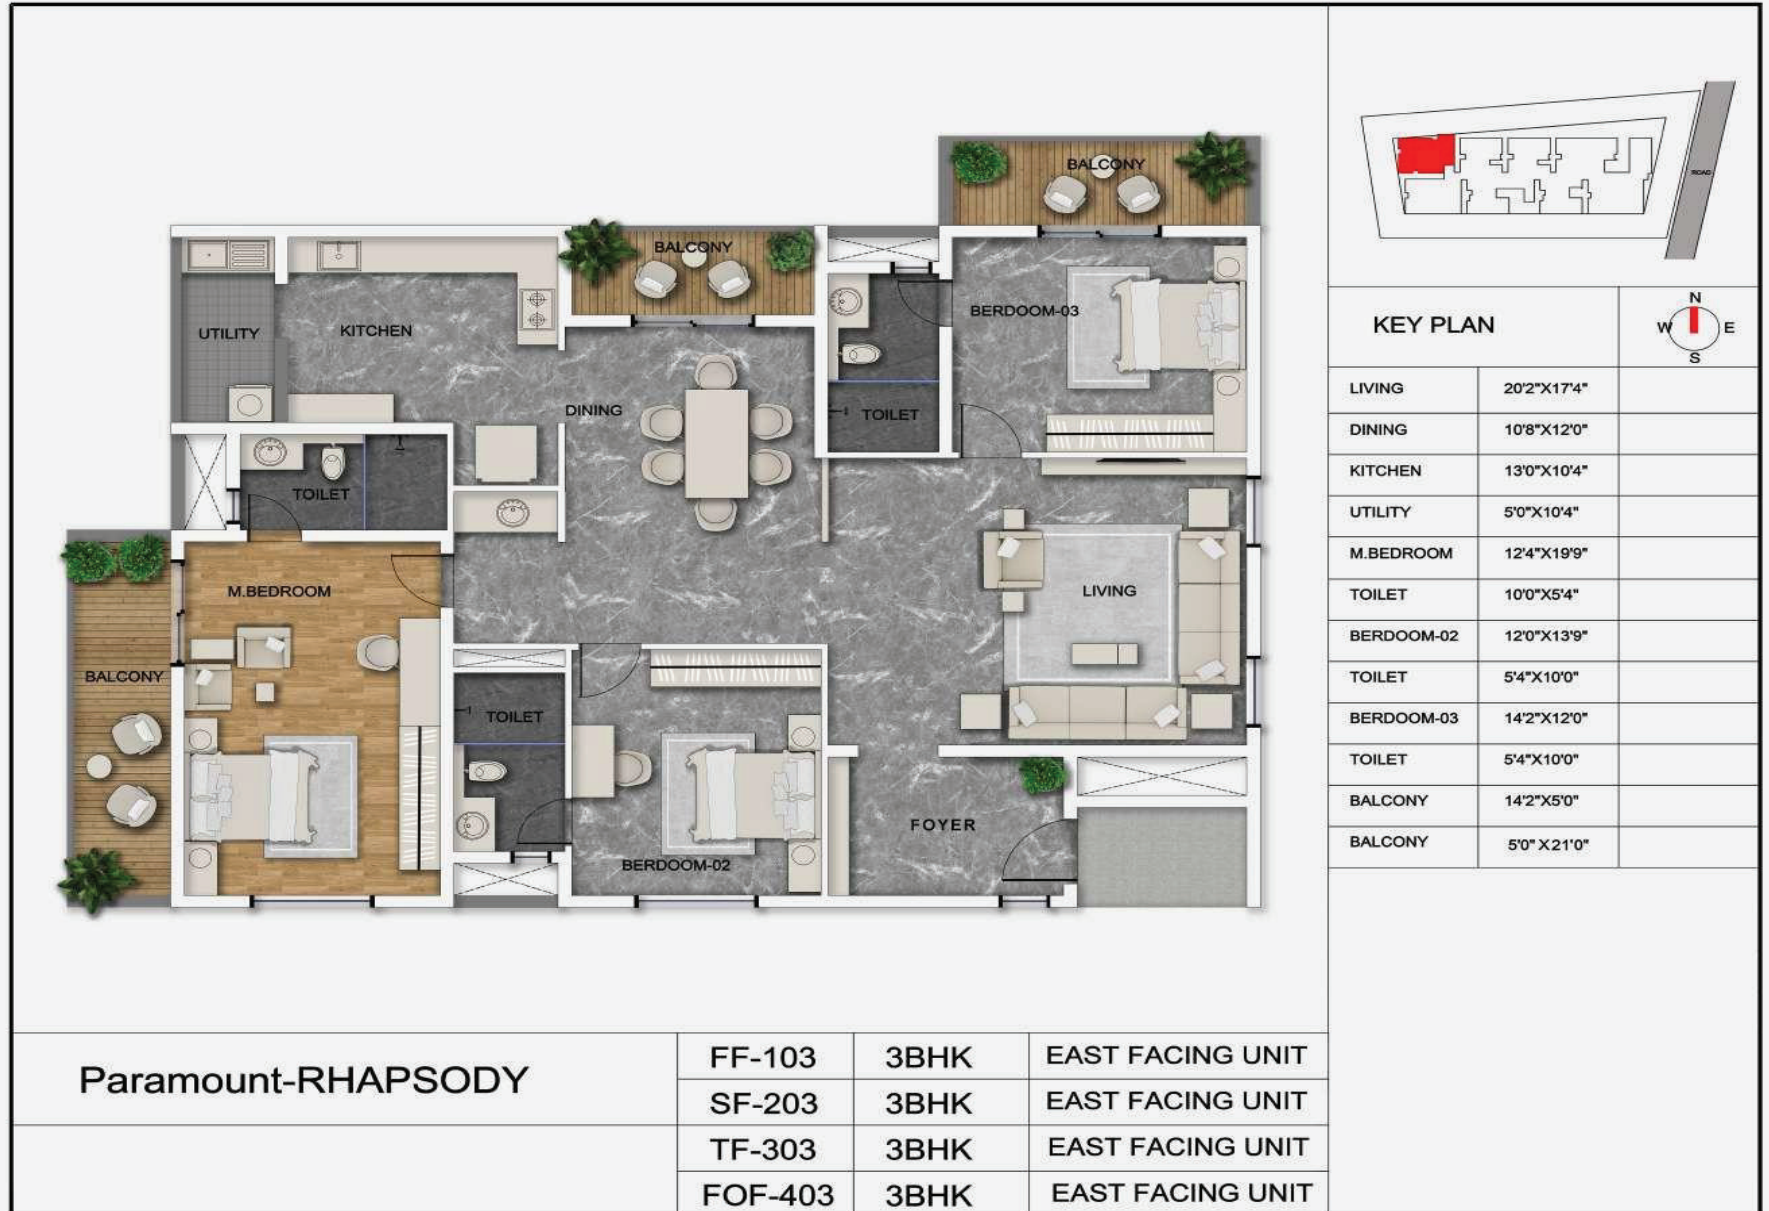 BALCONY
BALCONY
UTILITY
KITCHEN
BERDOOM-03
DINING
TOILET
TOILET
M.BEDROOM
LIVING
BALCONY
TOILET
FOYER
BERDOOM-02
ROAD
KEY PLAN
N
W E
S
LIVING 20'2"X17'4"
DINING 10'8"X12'0"
KITCHEN 13'0"X10'4"
UTILITY 5'0"X10'4"
M.BEDROOM 12'4"X19'9"
TOILET 10'0"X5'4"
BERDOOM-02 12'0"X13'9"
TOILET 5'4"X10'0"
BERDOOM-03 14'2"X12'0"
TOILET 5'4"X10'0"
BALCONY 14'2"X5'0"
BALCONY 5'0" X 21'0"
Paramount-RHAPSODY
FF-103 3BHK EAST FACING UNIT
SF-203 3BHK EAST FACING UNIT
TF-303 3BHK EAST FACING UNIT
FOF-403 3BHK EAST FACING UNIT